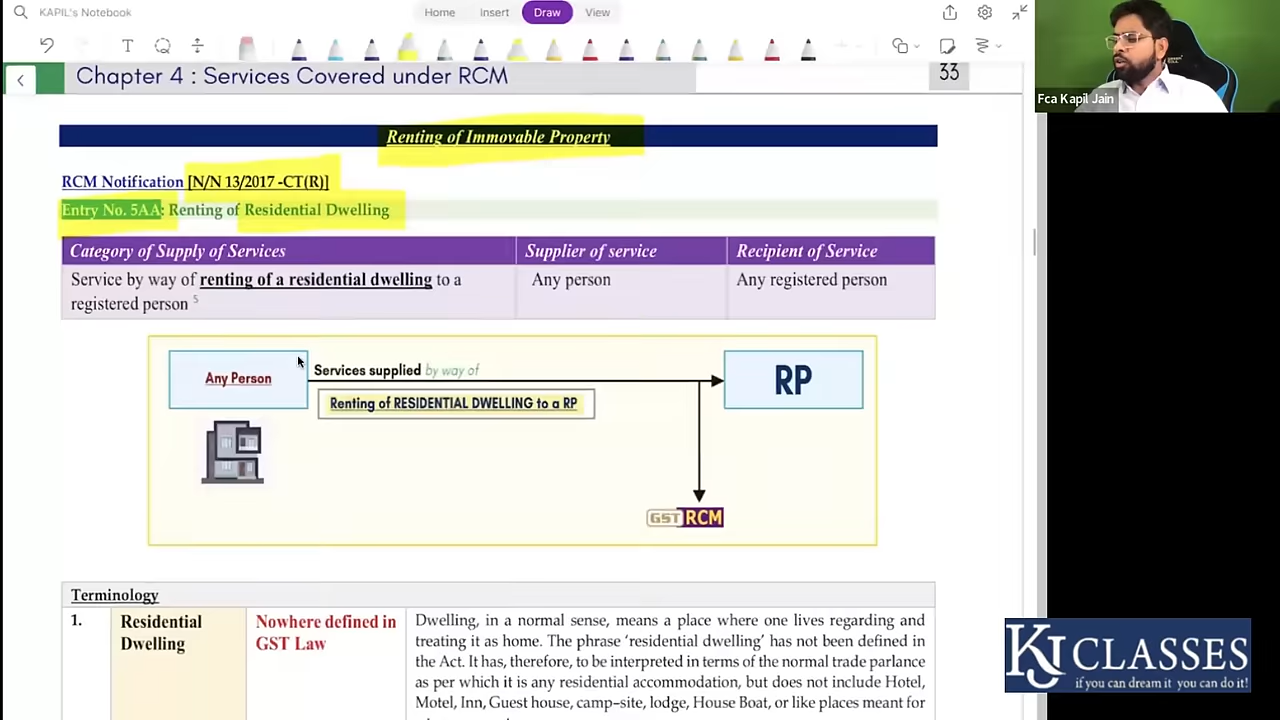 KAPIL's Notebook
Home Insert Draw View
Chapter 4 : Services Covered under RCM
33
Fca Kapil Jain
Renting of Immovable Property
RCM Notification [N/N 13/2017 -CT(R)]
Entry No. 5AA: Renting of Residential Dwelling
Category of Supply of Services
Supplier of service
Recipient of Service
Service by way of renting of a residential dwelling to a
registered person 5
Any person
Any registered person
Any Person
Services supplied by way of
Renting of RESIDENTIAL DWELLING to a RP
RP
GST RCM
Terminology
1.
Residential
Dwelling
Nowhere defined in
GST Law
Dwelling, in a normal sense, means a place where one lives regarding and
treating it as home. The phrase ‘residential dwelling’ has not been defined in
the Act. It has, therefore, to be interpreted in terms of the normal trade parlance
as per which it is any residential accommodation, but does not include Hotel,
Motel, Inn, Guest house, camp–site, lodge, House Boat, or like places meant for
KJ CLASSES
if you can dream it you can do it!